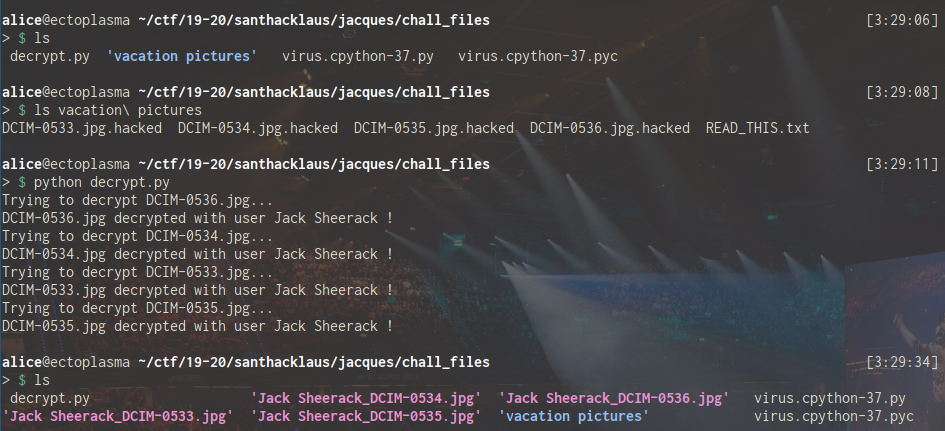 alice@ectoplasma ~/ctf/19-20/santhacklaus/jacques/chall_files [3:29:06]
> $ ls
decrypt.py 'vacation pictures' virus.cpython-37.py virus.cpython-37.pyc
alice@ectoplasma ~/ctf/19-20/santhacklaus/jacques/chall_files [3:29:08]
> $ ls vacation\ pictures
DCIM-0533.jpg.hacked DCIM-0534.jpg.hacked DCIM-0535.jpg.hacked DCIM-0536.jpg.hacked READ_THIS.txt
alice@ectoplasma ~/ctf/19-20/santhacklaus/jacques/chall_files [3:29:11]
> $ python decrypt.py
Trying to decrypt DCIM-0536.jpg...
DCIM-0536.jpg decrypted with user Jack Sheerack !
Trying to decrypt DCIM-0534.jpg...
DCIM-0534.jpg decrypted with user Jack Sheerack !
Trying to decrypt DCIM-0533.jpg...
DCIM-0533.jpg decrypted with user Jack Sheerack !
Trying to decrypt DCIM-0535.jpg...
DCIM-0535.jpg decrypted with user Jack Sheerack !
alice@ectoplasma ~/ctf/19-20/santhacklaus/jacques/chall_files [3:29:34]
> $ ls
decrypt.py 'Jack Sheerack_DCIM-0534.jpg' 'Jack Sheerack_DCIM-0536.jpg' virus.cpython-37.py
'Jack Sheerack_DCIM-0533.jpg' 'Jack Sheerack_DCIM-0535.jpg' 'vacation pictures' virus.cpython-37.pyc